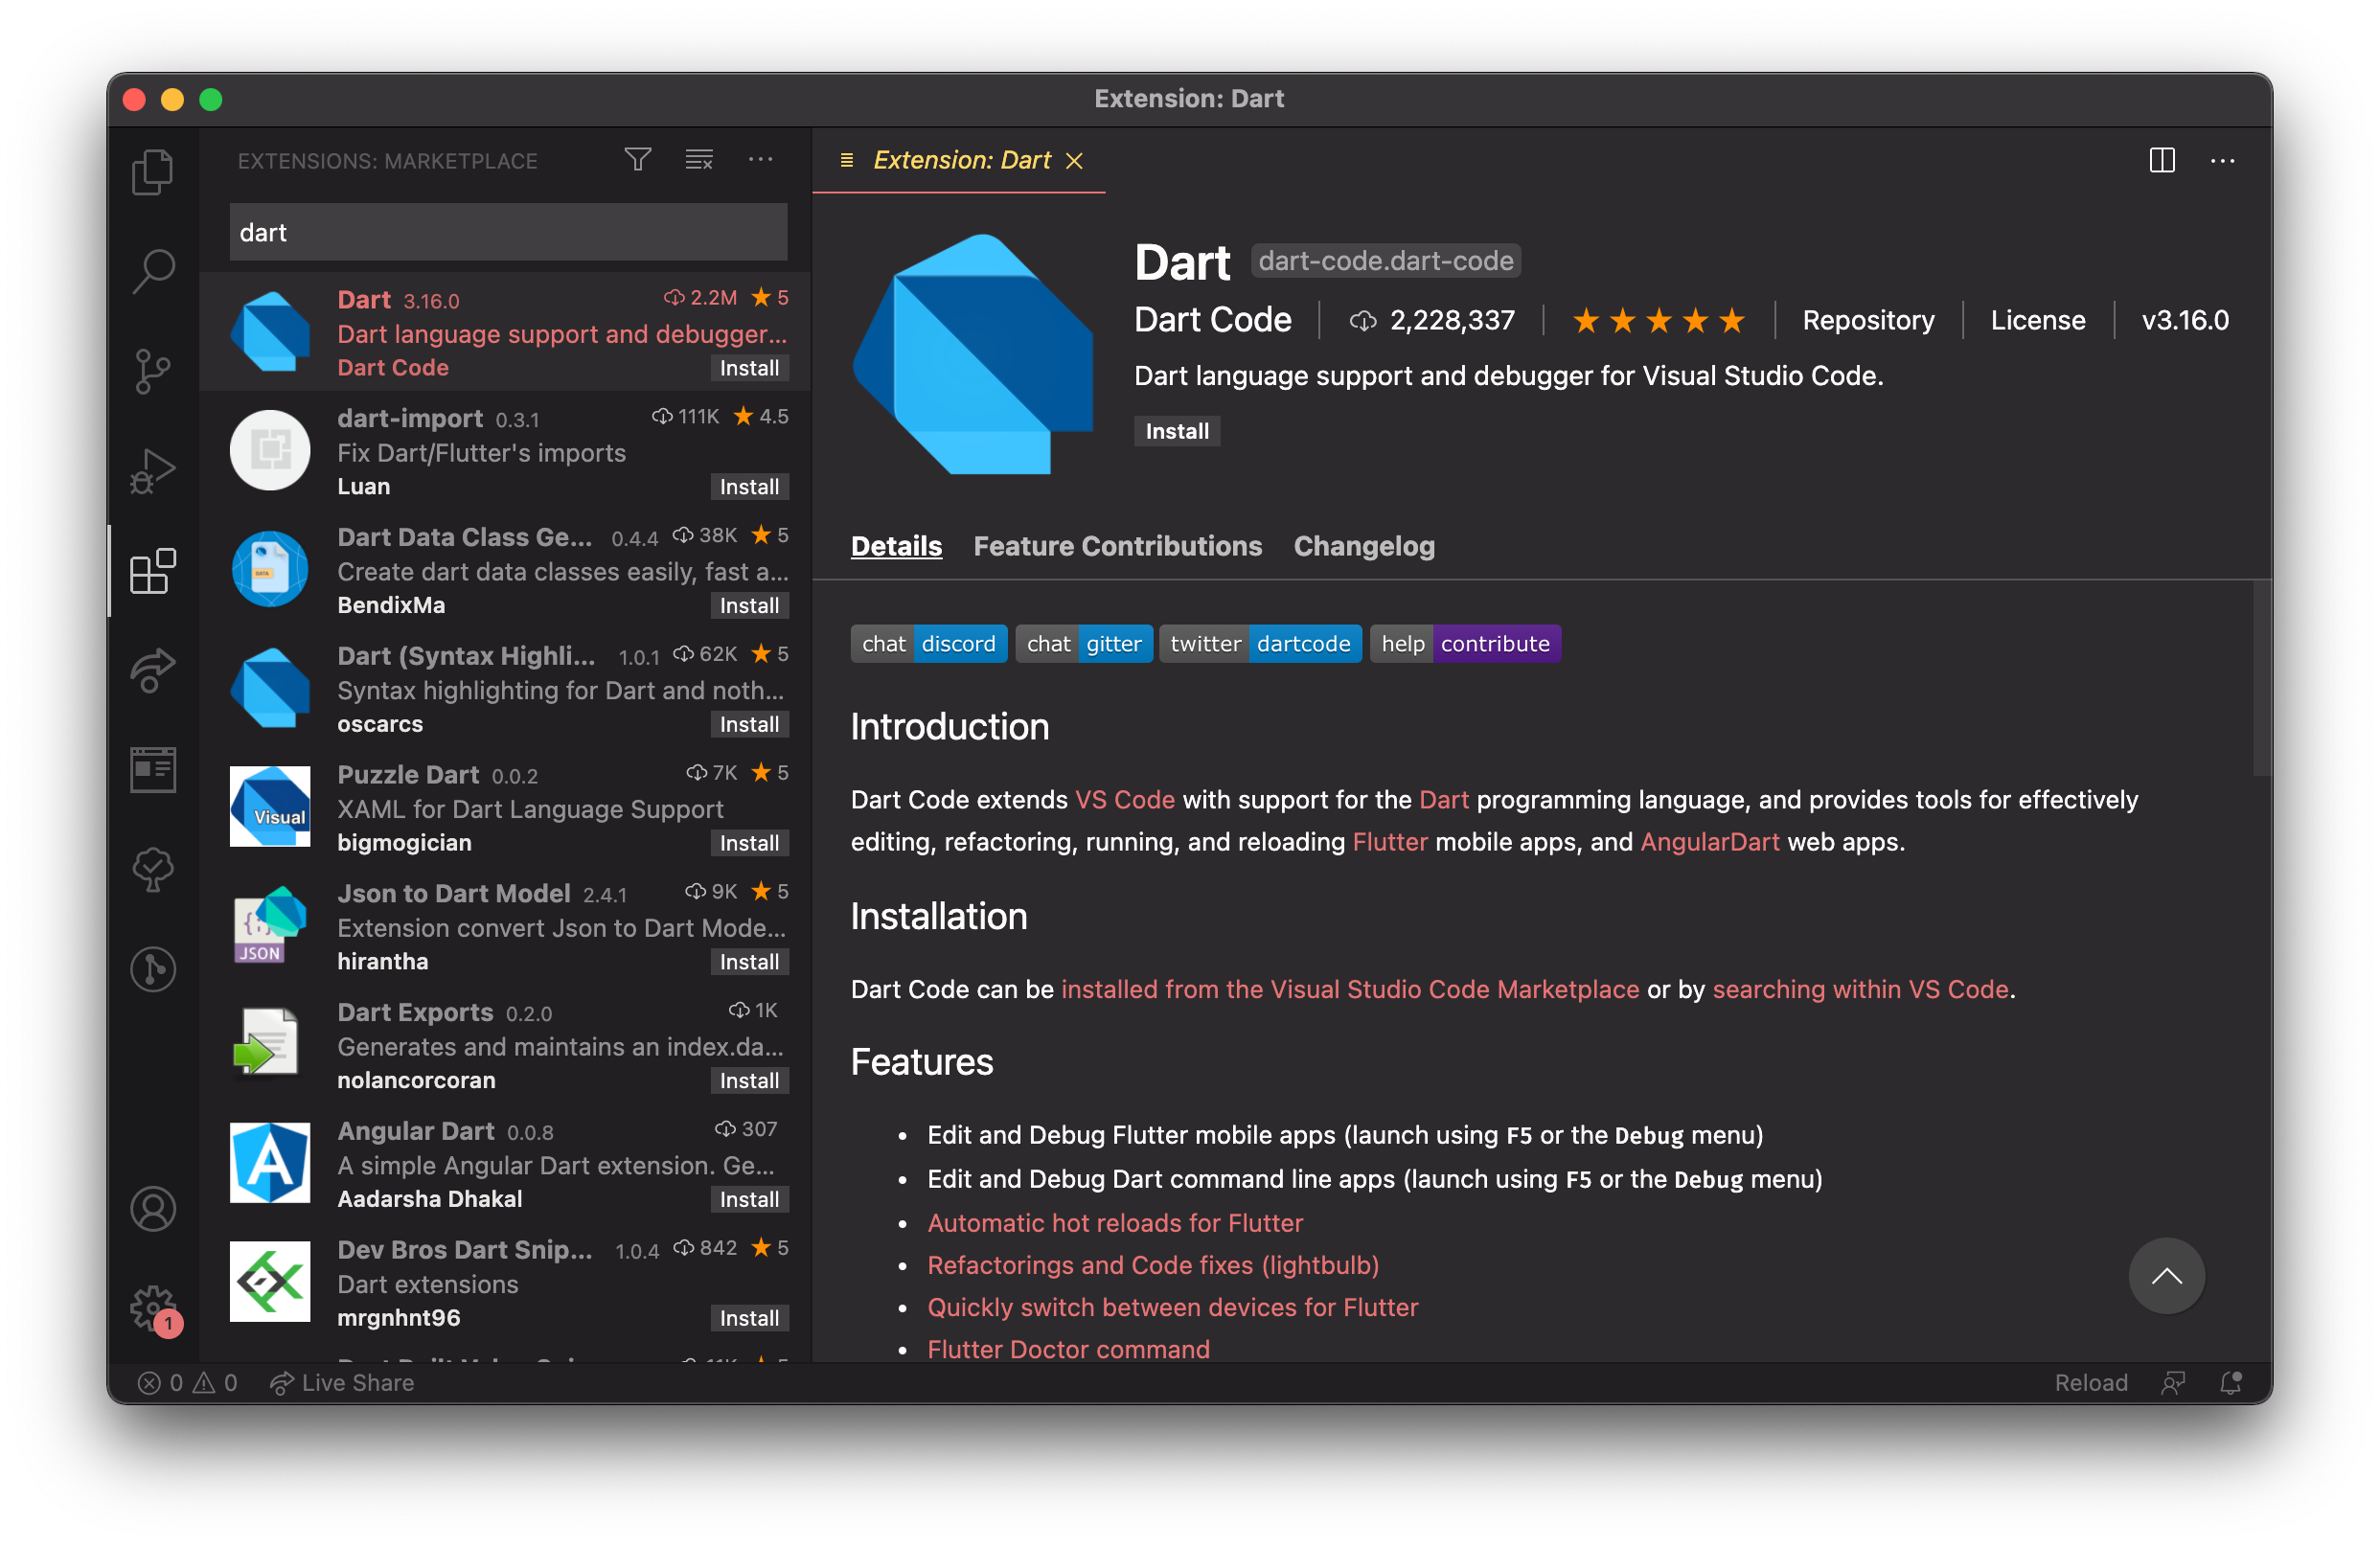 Extension: Dart
EXTENSIONS: MARKETPLACE
dart
Dart 3.16.0 2.2M 5
Dart language support and debugger...
Dart Code Install
dart-import 0.3.1 111K 4.5
Fix Dart/Flutter's imports
Luan Install
Dart Data Class Ge... 0.4.4 38K 5
Create dart data classes easily, fast a...
BendixMa Install
Dart (Syntax Highli... 1.0.1 62K 5
Syntax highlighting for Dart and noth...
oscarcs Install
Visual
Puzzle Dart 0.0.2 7K 5
XAML for Dart Language Support
bigmogician Install
JSON
Json to Dart Model 2.4.1 9K 5
Extension convert Json to Dart Mode...
hirantha Install
Dart Exports 0.2.0 1K
Generates and maintains an index.da...
nolancorcoran Install
Angular Dart 0.0.8 307
A simple Angular Dart extension. Ge...
Aadarsha Dhakal Install
Dev Bros Dart Snip... 1.0.4 842 5
Dart extensions
mrgnhnt96 Install
1
Extension: Dart
Dart dart-code.dart-code
Dart Code 2,228,337 Repository License v3.16.0
Dart language support and debugger for Visual Studio Code.
Install
Details Feature Contributions Changelog
chat discord chat gitter twitter dartcode help contribute
Introduction
Dart Code extends VS Code with support for the Dart programming language, and provides tools for effectively
editing, refactoring, running, and reloading Flutter mobile apps, and AngularDart web apps.
Installation
Dart Code can be installed from the Visual Studio Code Marketplace or by searching within VS Code.
Features
• Edit and Debug Flutter mobile apps (launch using F5 or the Debug menu)
• Edit and Debug Dart command line apps (launch using F5 or the Debug menu)
• Automatic hot reloads for Flutter
• Refactorings and Code fixes (lightbulb)
• Quickly switch between devices for Flutter
• Flutter Doctor command
0 0 Live Share Reload